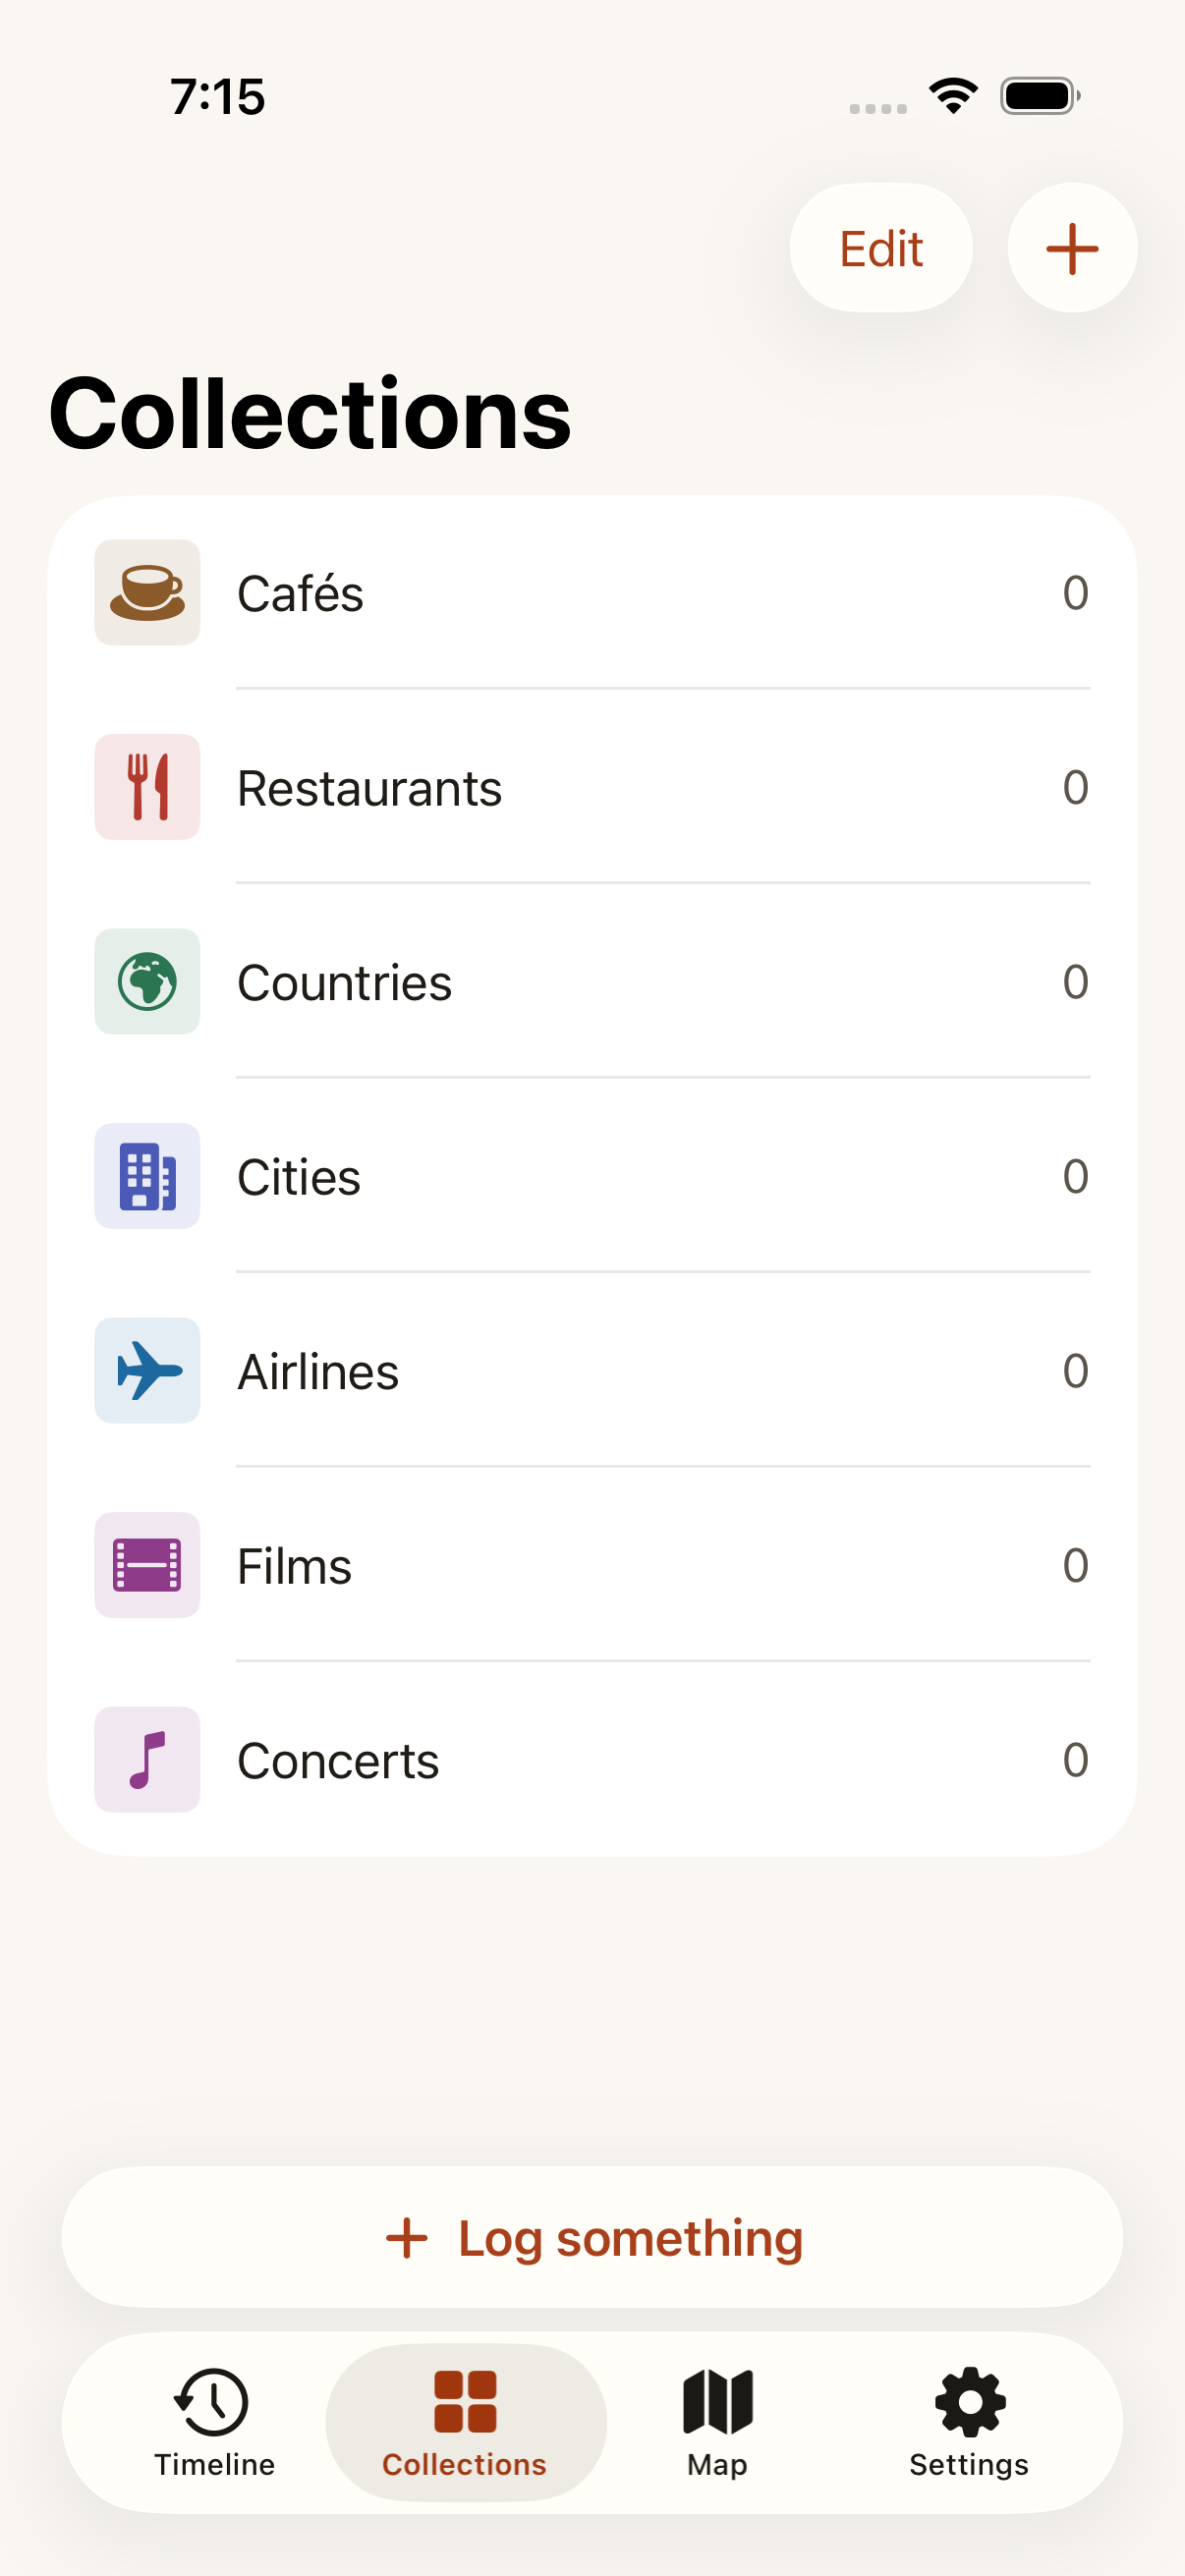 7:15
Edit
Collections
Cafés 0
Restaurants 0
Countries 0
Cities 0
Airlines 0
Films 0
Concerts 0
Log something
Timeline Collections Map Settings